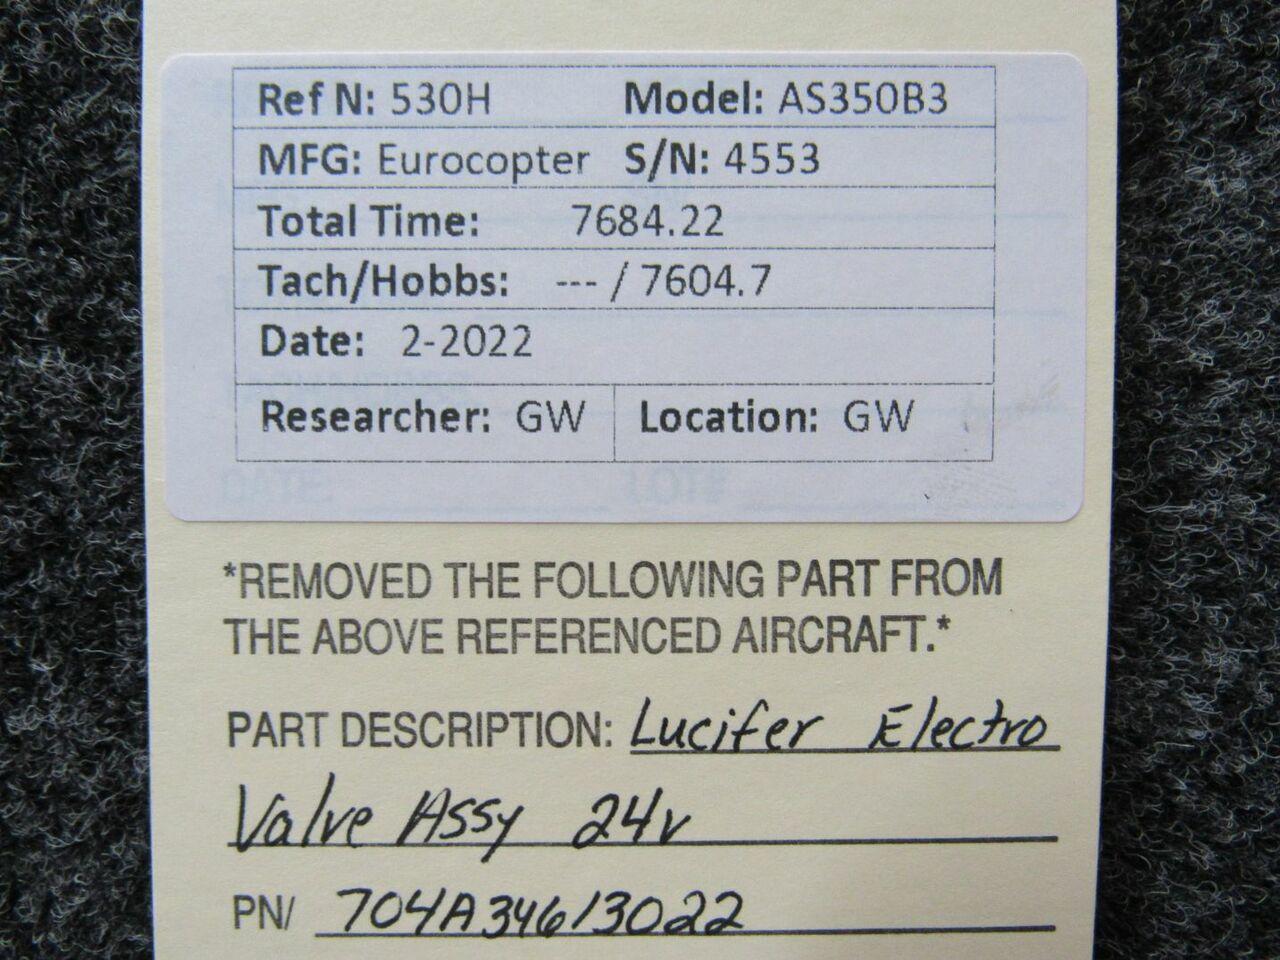 Ref N: 530H Model: AS350B3
MFG: Eurocopter S/N: 4553
Total Time: 7684.22
Tach/Hobbs: --- / 7604.7
Date: 2-2022
Researcher: GW Location: GW
DATE: LOT#
*REMOVED THE FOLLOWING PART FROM
THE ABOVE REFERENCED AIRCRAFT.*
PART DESCRIPTION: Lucifer Electro
Valve Assy 24v
PN/ 704A34613022